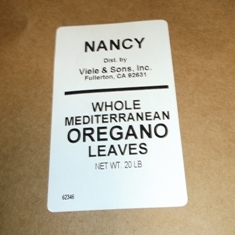 NANCY
Dist. by
Viele & Sons, Inc.
Fullerton, CA 92631
WHOLE
MEDITERRANEAN
OREGANO
LEAVES
NET WT. 20 LB
62346